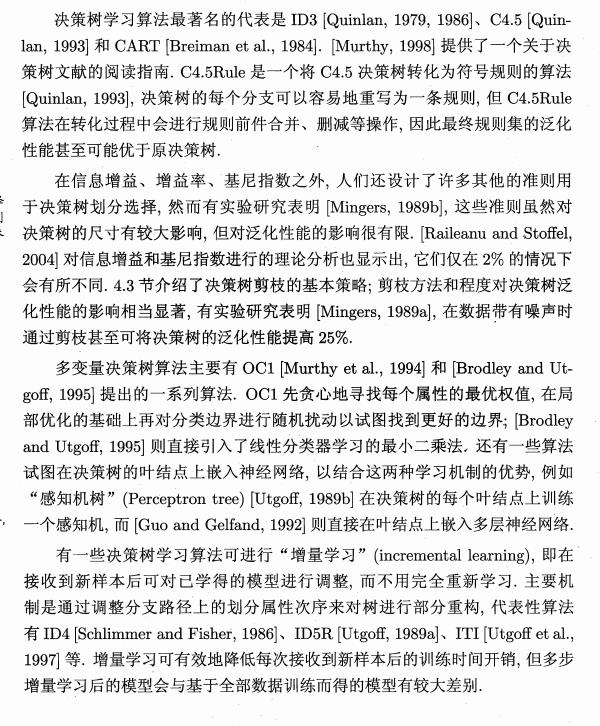 决策树学习算法最著名的代表是 ID3 [Quinlan, 1979, 1986]、C4.5 [Quin-
lan, 1993] 和 CART [Breiman et al., 1984]. [Murthy, 1998] 提供了一个关于决
策树文献的阅读指南. C4.5Rule 是一个将 C4.5 决策树转化为符号规则的算法
[Quinlan, 1993], 决策树的每个分支可以容易地重写为一条规则, 但 C4.5Rule
算法在转化过程中会进行规则前件合并、删减等操作, 因此最终规则集的泛化
性能甚至可能优于原决策树.
在信息增益、增益率、基尼指数之外, 人们还设计了许多其他的准则用
于决策树划分选择, 然而有实验研究表明 [Mingers, 1989b], 这些准则虽然对
决策树的尺寸有较大影响, 但对泛化性能的影响很有限. [Raileanu and Stoffel,
2004] 对信息增益和基尼指数进行的理论分析也显示出, 它们仅在 2% 的情况下
会有所不同. 4.3 节介绍了决策树剪枝的基本策略; 剪枝方法和程度对决策树泛
化性能的影响相当显著, 有实验研究表明 [Mingers, 1989a], 在数据带有噪声时
通过剪枝甚至可将决策树的泛化性能提高 25%.
多变量决策树算法主要有 OC1 [Murthy et al., 1994] 和 [Brodley and Ut-
goff, 1995] 提出的一系列算法. OC1 先贪心地寻找每个属性的最优权值, 在局
部优化的基础上再对分类边界进行随机扰动以试图找到更好的边界; [Brodley
and Utgoff, 1995] 则直接引入了线性分类器学习的最小二乘法. 还有一些算法
试图在决策树的叶结点上嵌入神经网络, 以结合这两种学习机制的优势, 例如
“感知机树” (Perceptron tree) [Utgoff, 1989b] 在决策树的每个叶结点上训练
一个感知机, 而 [Guo and Gelfand, 1992] 则直接在叶结点上嵌入多层神经网络.
有一些决策树学习算法可进行“增量学习” (incremental learning), 即在
接收到新样本后可对已学得的模型进行调整, 而不用完全重新学习. 主要机
制是通过调整分支路径上的划分属性次序来对树进行部分重构, 代表性算法
有 ID4 [Schlimmer and Fisher, 1986]、ID5R [Utgoff, 1989a]、ITI [Utgoff et al.,
1997] 等. 增量学习可有效地降低每次接收到新样本后的训练时间开销, 但多步
增量学习后的模型会与基于全部数据训练而得的模型有较大差别.